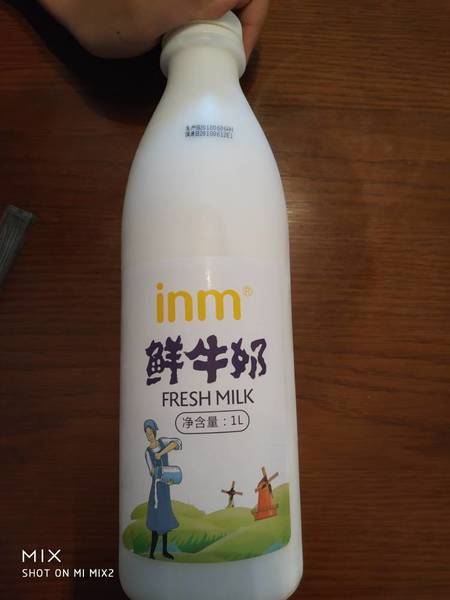 inm®
鲜牛奶
FRESH MILK
净含量：1L
MIX
SHOT ON MI MIX2